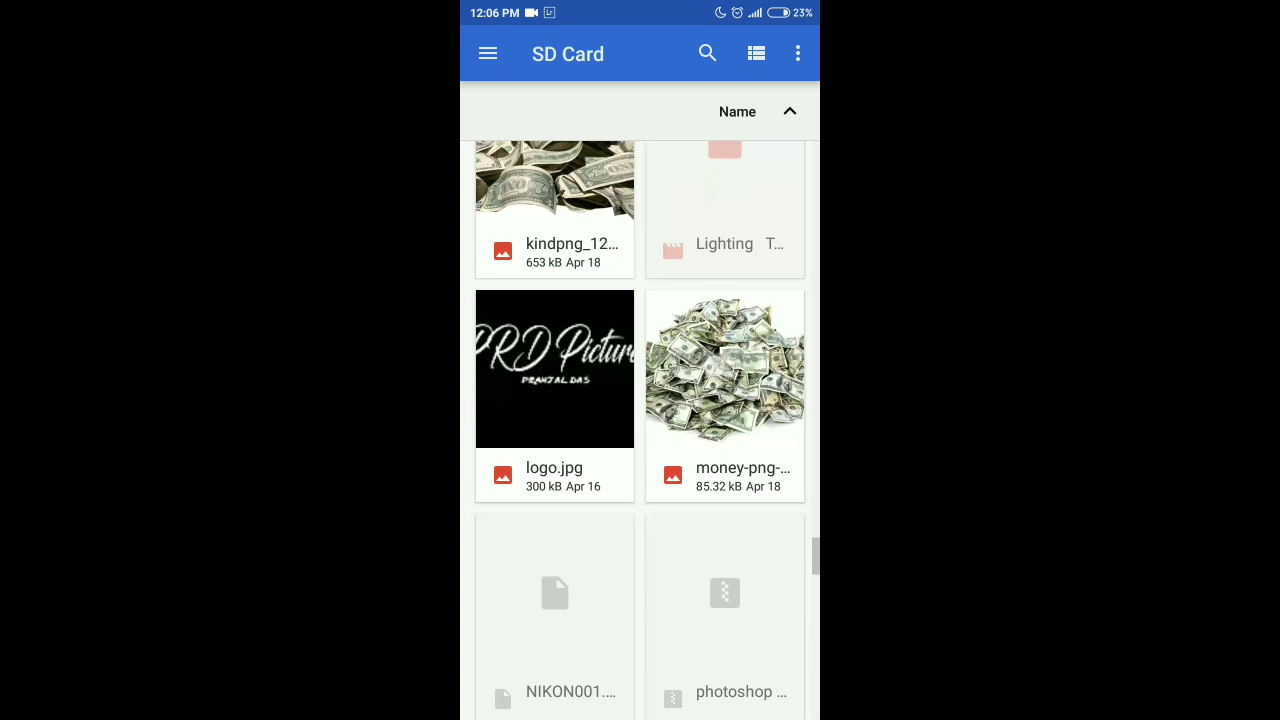 12:06 PM Lr 23%
SD Card
Name
kindpng_12...
653 kB Apr 18
Lighting T...
PRD Picture
PRANJAL DAS
logo.jpg
300 kB Apr 16
money-png-...
85.32 kB Apr 18
NIKON001....
photoshop ...